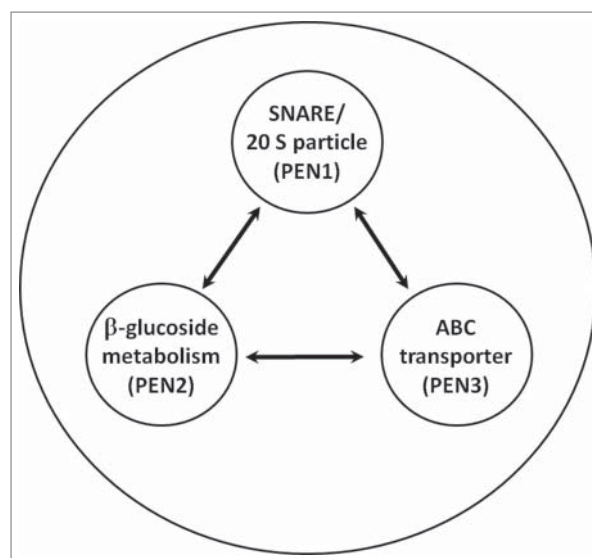 SNARE/
20 S particle
(PEN1)
β-glucoside
metabolism
(PEN2)
ABC
transporter
(PEN3)